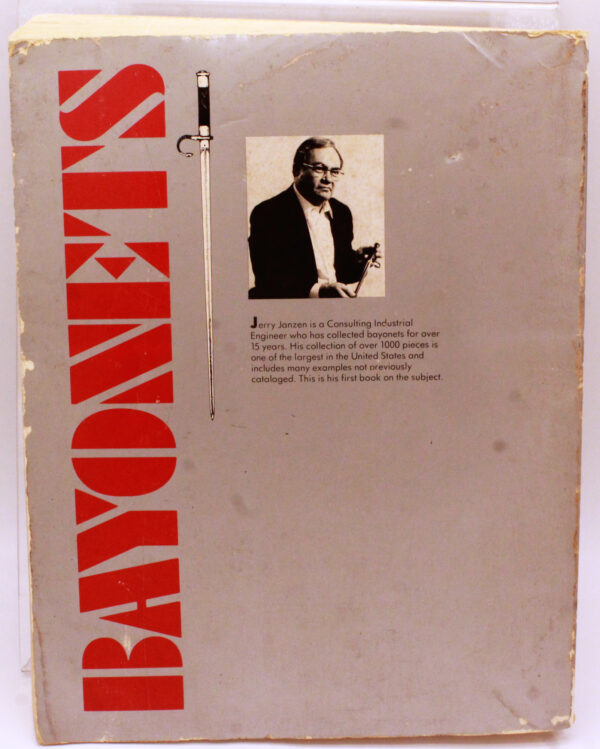 BAYONETS
Jerry Janzen is a Consulting Industrial
Engineer who has collected bayonets for over
15 years. His collection of over 1000 pieces is
one of the largest in the United States and
includes many examples not previously
cataloged. This is his first book on the subject.